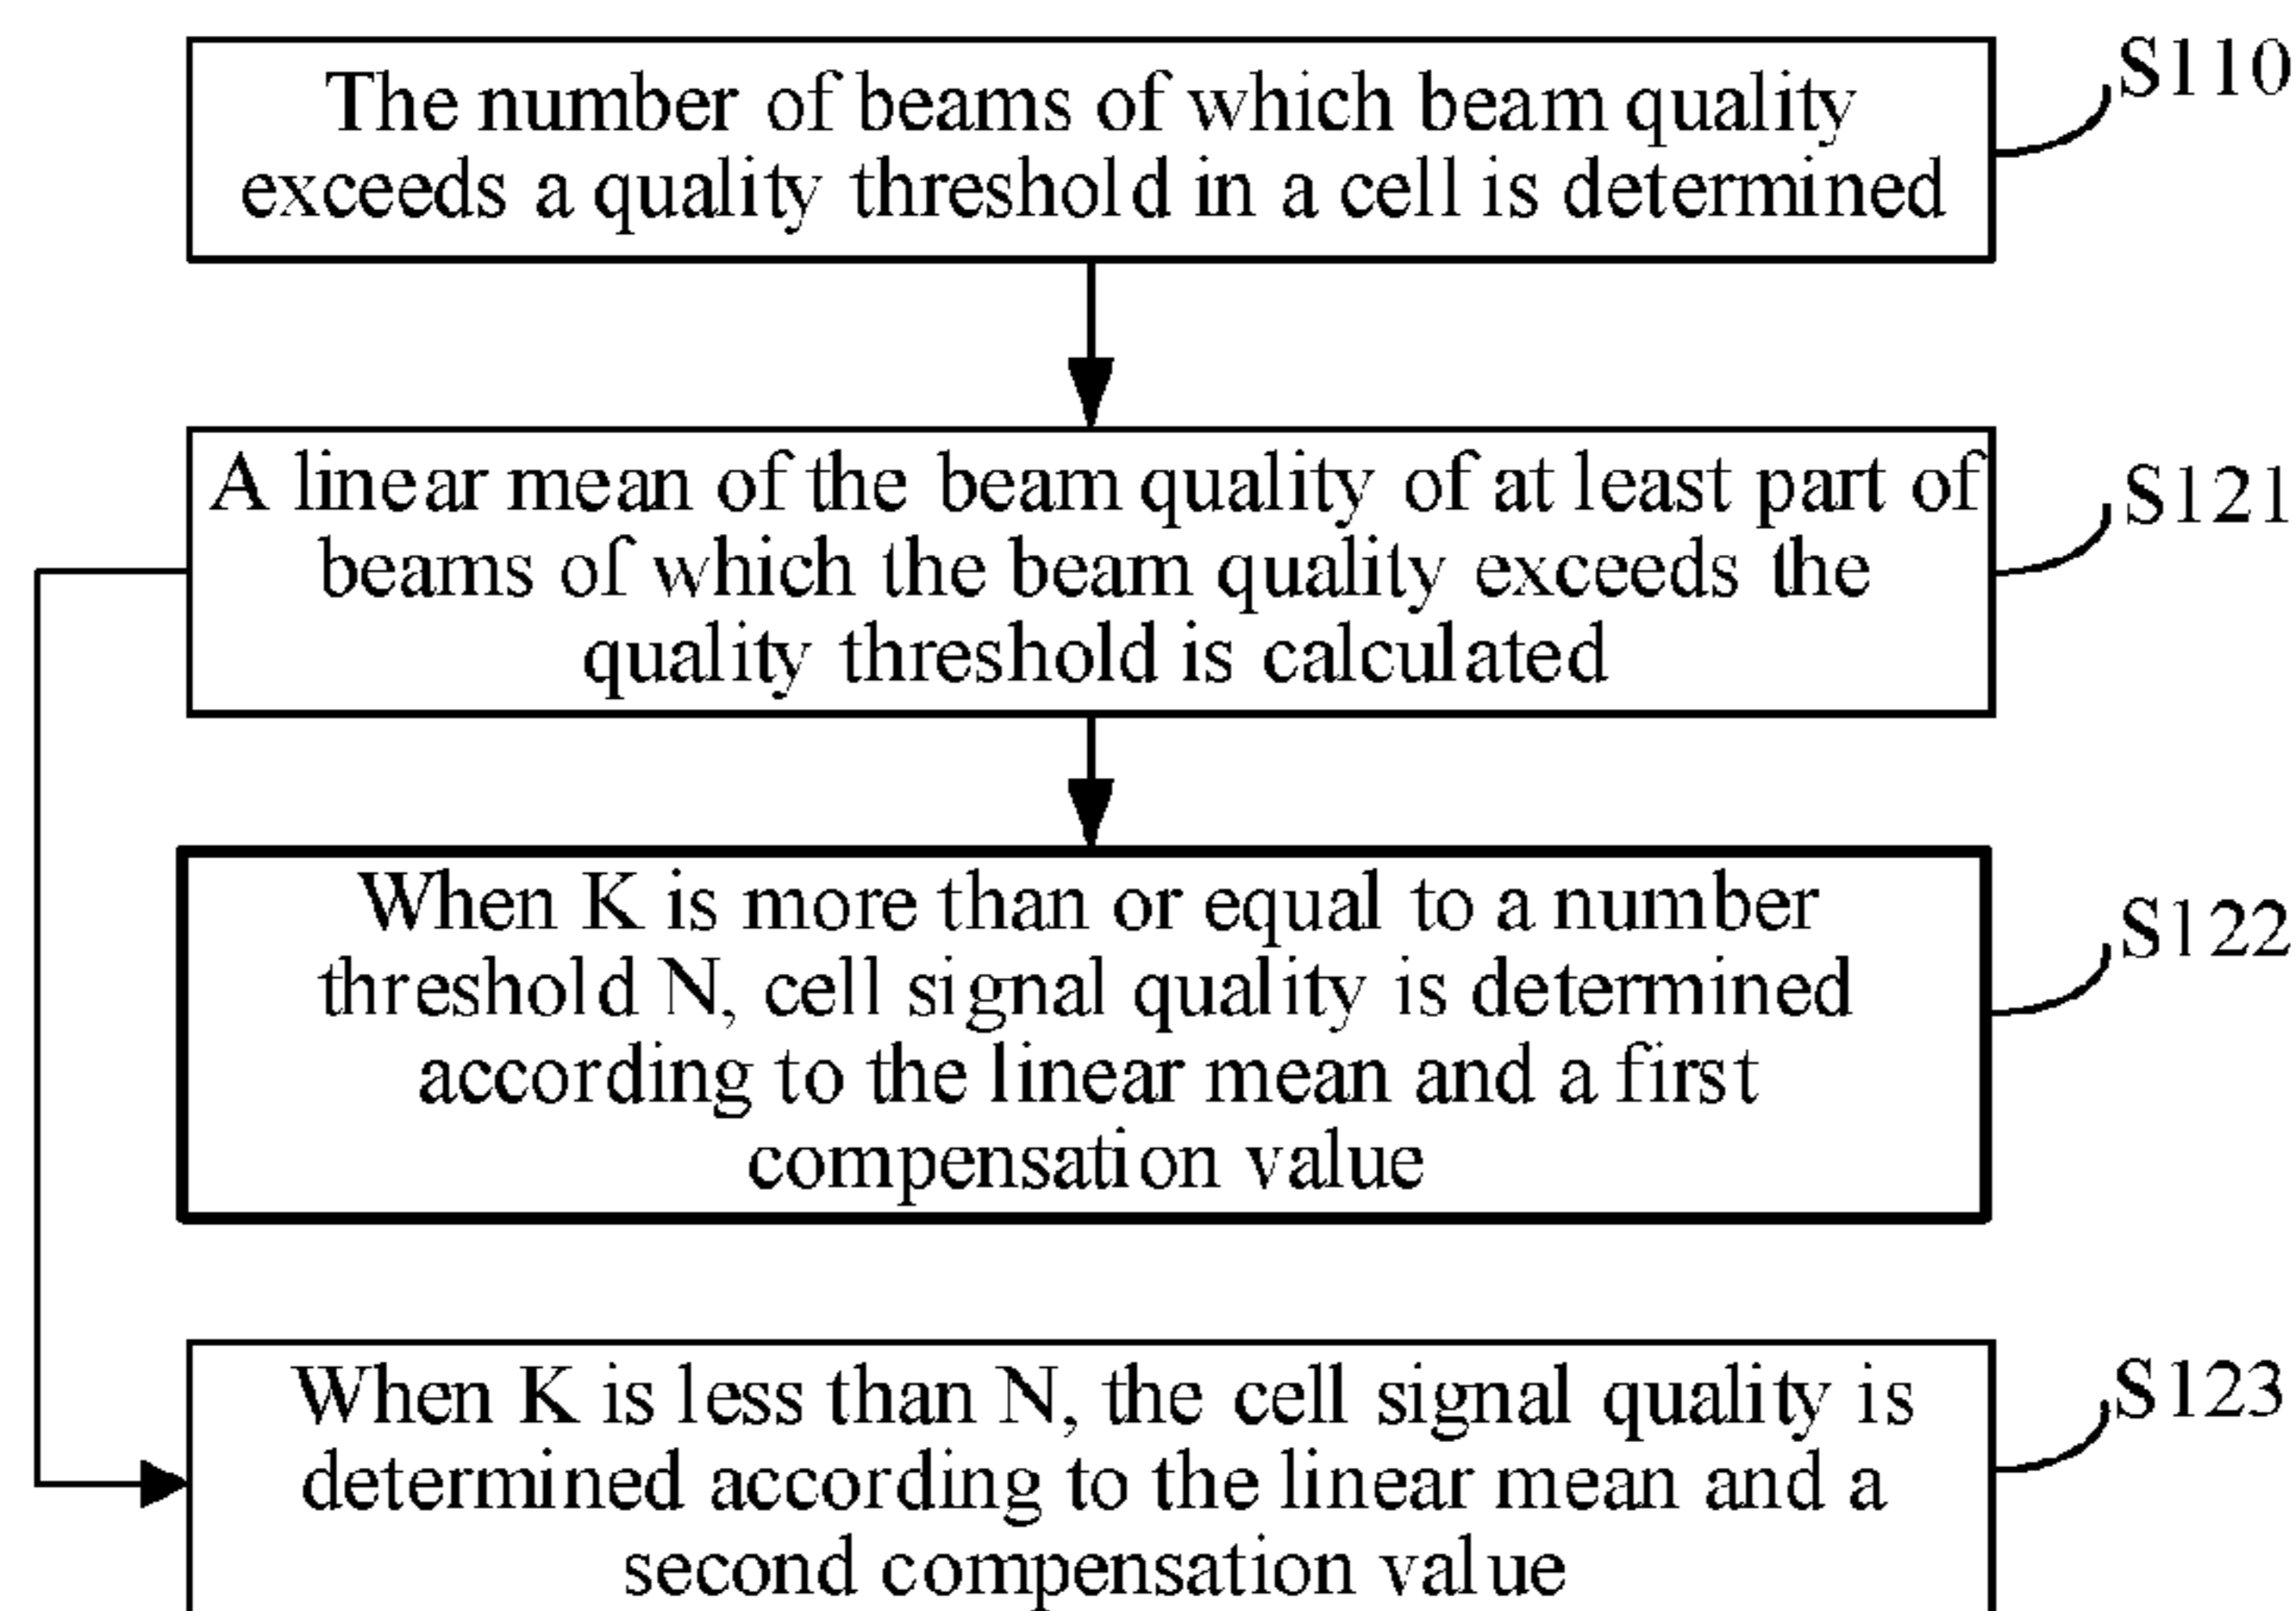 The number of beams of which beam quality
exceeds a quality threshold in a cell is determined
S110
A linear mean of the beam quality of at least part of
beams of which the beam quality exceeds the
quality threshold is calculated
S121
When K is more than or equal to a number
threshold N, cell signal quality is determined
according to the linear mean and a first
compensation value
S122
When K is less than N, the cell signal quality is
determined according to the linear mean and a
second compensation value
S123